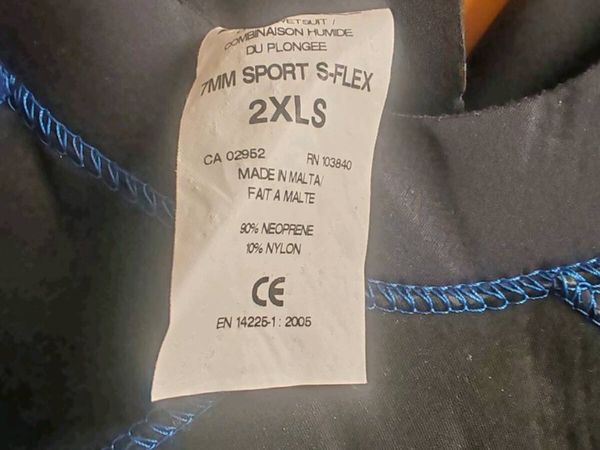 WETSUIT /
COMBINAISON HUMIDE
DU PLONGEE
7MM SPORT S-FLEX
2XLS
CA 02952 RN 103840
MADE IN MALTA/
FAIT A MALTE
90% NEOPRENE
10% NYLON
CE
EN 14225-1 : 2005